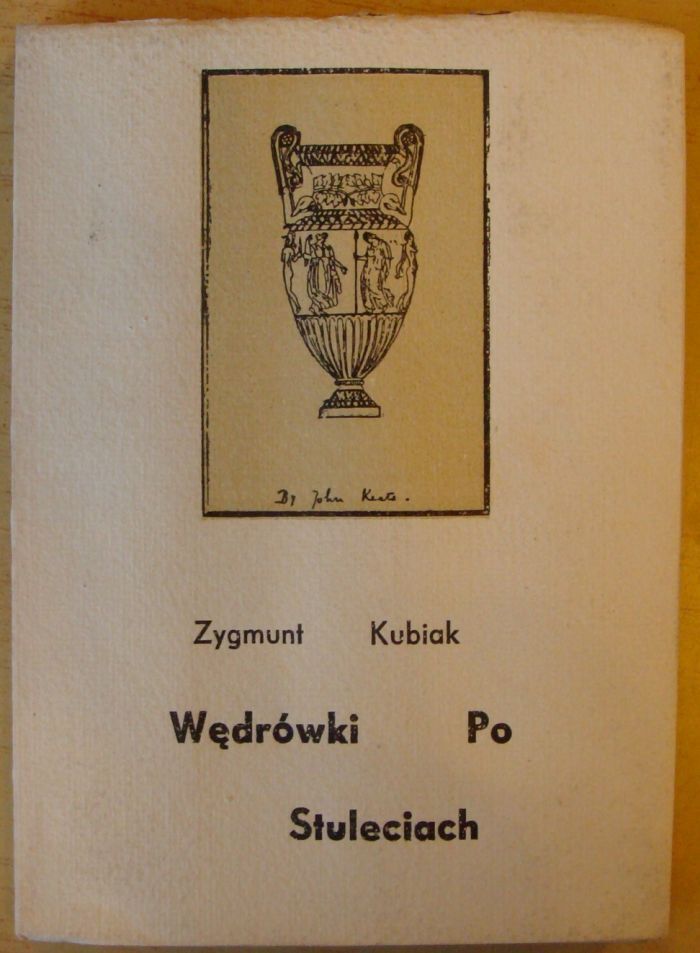 By John Keats.
Zygmunt Kubiak
Wędrówki Po
Stuleciach